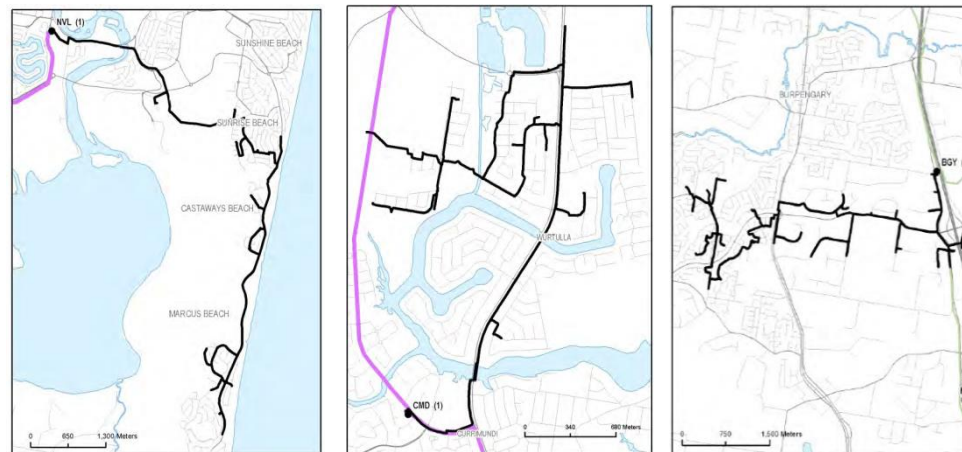 NVL (1)
SUNSHINE BEACH
SUNRISE BEACH
CASTAWAYS BEACH
MARCUS BEACH
0 650 1,300 Meters
WURTULLA
CMD (1)
CURRIMUNDI
0 340 680 Meters
BURPENGARY
BGY
0 750 1,500 Meters